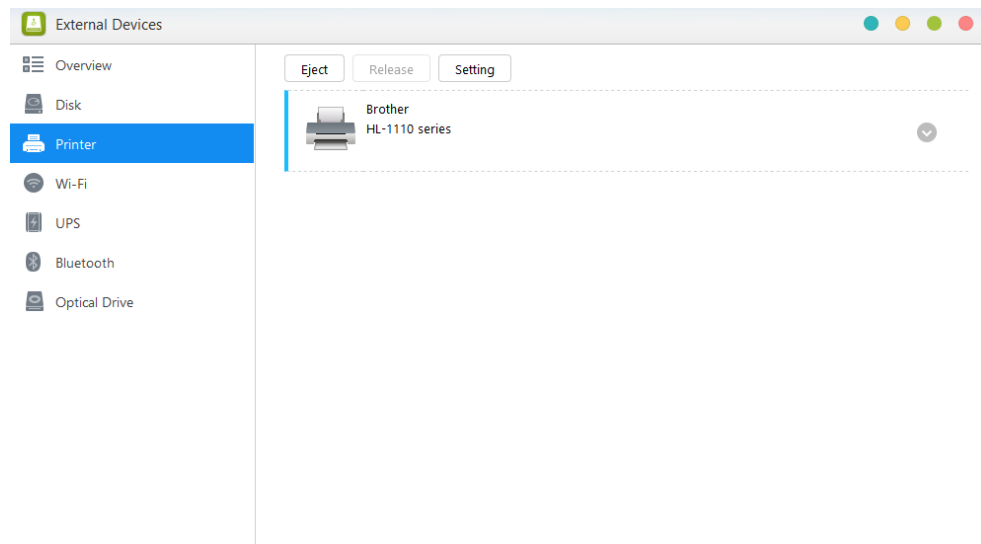 External Devices
Overview
Disk
Printer
Wi-Fi
UPS
Bluetooth
Optical Drive
Eject Release Setting
Brother
HL-1110 series